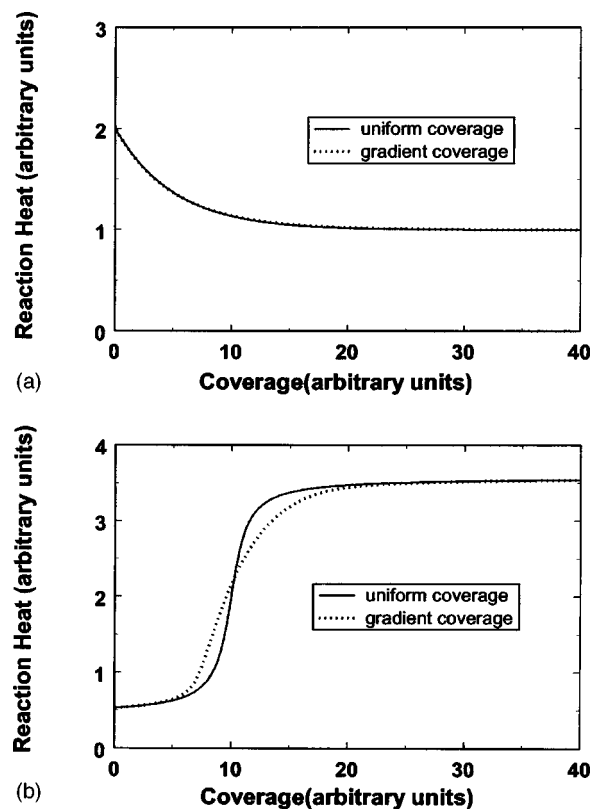 3
2
1
0
Reaction Heat (arbitrary units)
uniform coverage
gradient coverage
0 10 20 30 40
Coverage(arbitrary units)
(a)
4
3
2
1
0
Reaction Heat (arbitrary units)
uniform coverage
gradient coverage
0 10 20 30 40
Coverage(arbitrary units)
(b)